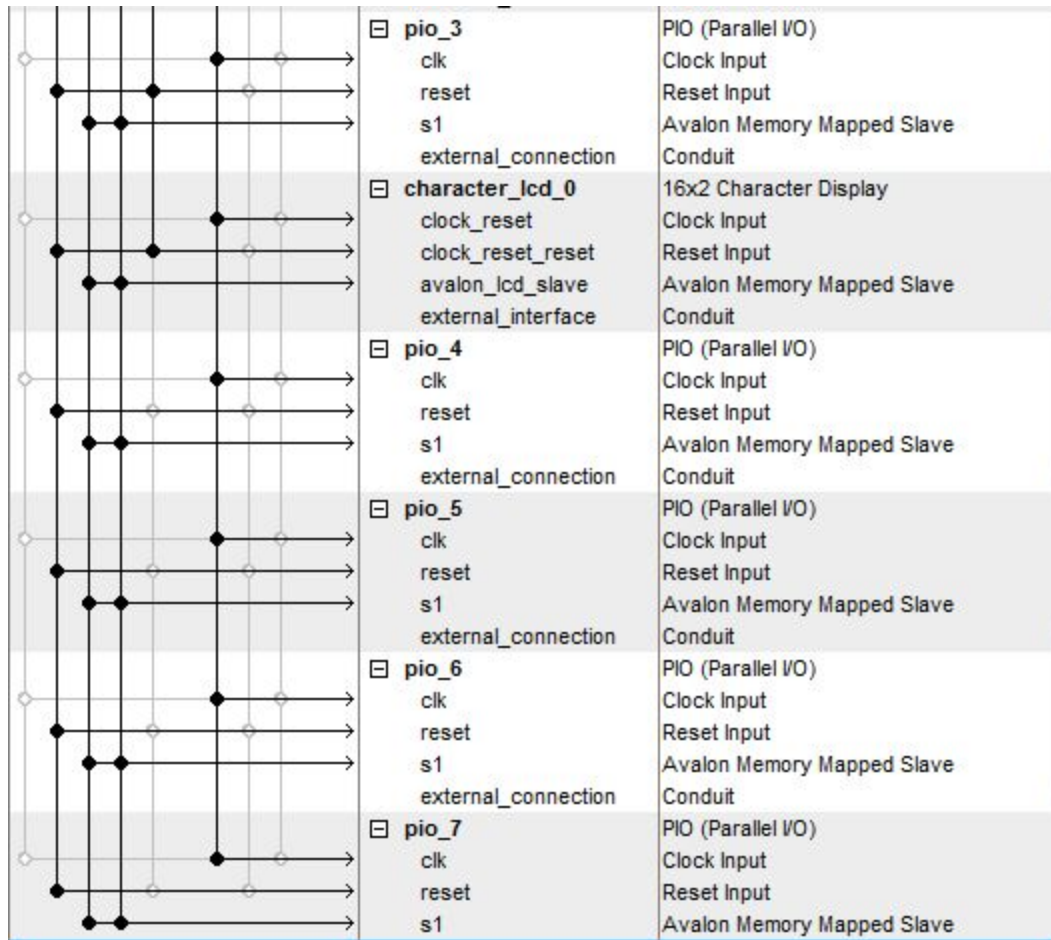 pio_3 PIO (Parallel I/O)
clk Clock Input
reset Reset Input
s1 Avalon Memory Mapped Slave
external_connection Conduit
character_lcd_0 16x2 Character Display
clock_reset Clock Input
clock_reset_reset Reset Input
avalon_lcd_slave Avalon Memory Mapped Slave
external_interface Conduit
pio_4 PIO (Parallel I/O)
clk Clock Input
reset Reset Input
s1 Avalon Memory Mapped Slave
external_connection Conduit
pio_5 PIO (Parallel I/O)
clk Clock Input
reset Reset Input
s1 Avalon Memory Mapped Slave
external_connection Conduit
pio_6 PIO (Parallel I/O)
clk Clock Input
reset Reset Input
s1 Avalon Memory Mapped Slave
external_connection Conduit
pio_7 PIO (Parallel I/O)
clk Clock Input
reset Reset Input
s1 Avalon Memory Mapped Slave